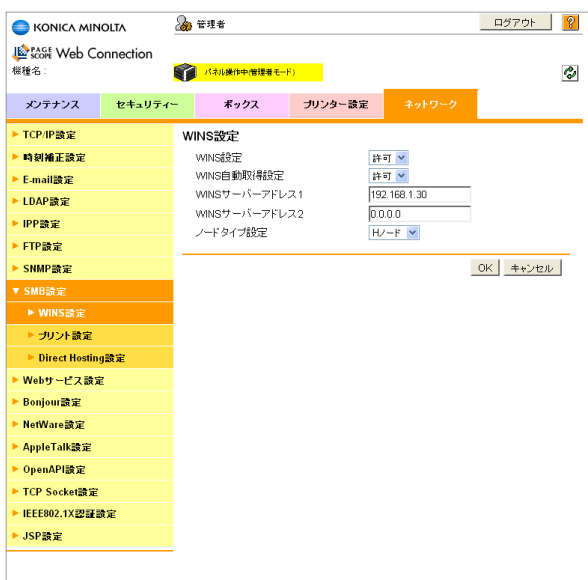 KONICA MINOLTA
管理者
ログアウト
?
PAGE SCOPE Web Connection
機種名:
パネル操作中(管理者モード)
メンテナンス
セキュリティー
ボックス
プリンター設定
ネットワーク
TCP/IP設定
時刻補正設定
E-mail設定
LDAP設定
IPP設定
FTP設定
SNMP設定
SMB設定
WINS設定
プリント設定
Direct Hosting設定
Webサービス設定
Bonjour設定
NetWare設定
AppleTalk設定
OpenAPI設定
TCP Socket設定
IEEE802.1X認証設定
JSP設定
WINS設定
WINS設定 許可
WINS自動取得設定 許可
WINSサーバーアドレス1 192.168.1.30
WINSサーバーアドレス2 0.0.0.0
ノードタイプ設定 Hノード
OK キャンセル